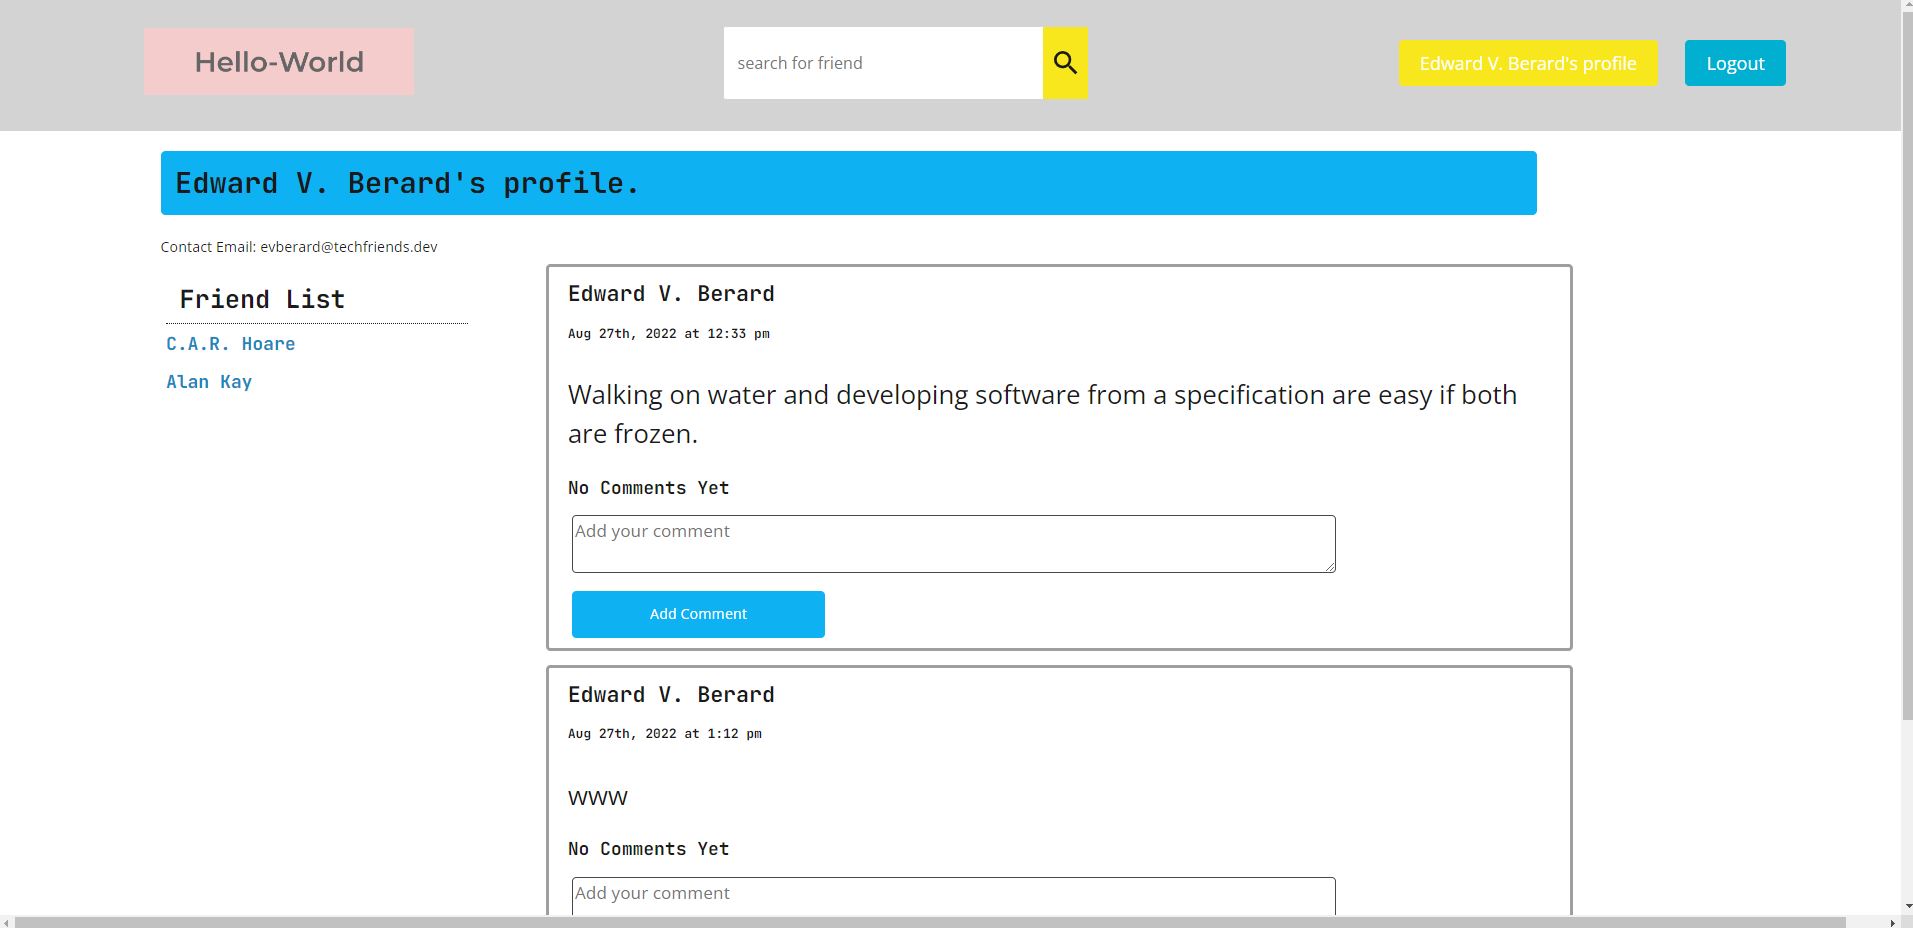 Hello-World
search for friend
Edward V. Berard's profile
Logout
Edward V. Berard's profile.
Contact Email: evberard@techfriends.dev
Friend List
C.A.R. Hoare
Alan Kay
Edward V. Berard
Aug 27th, 2022 at 12:33 pm
Walking on water and developing software from a specification are easy if both
are frozen.
No Comments Yet
Add your comment
Add Comment
Edward V. Berard
Aug 27th, 2022 at 1:12 pm
www
No Comments Yet
Add your comment